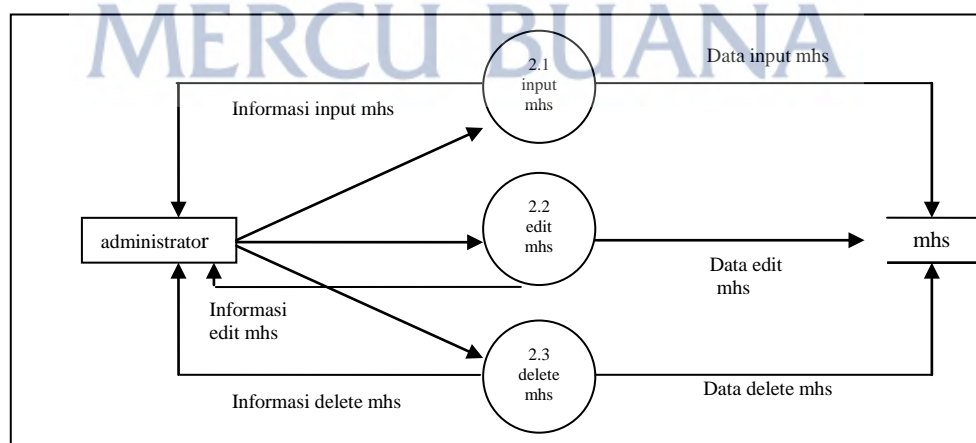 MERCU BUANA
2.1
input
mhs
Data input mhs
Informasi input mhs
administrator
2.2
edit
mhs
mhs
Data edit
mhs
Informasi
edit mhs
2.3
delete
mhs
Informasi delete mhs
Data delete mhs